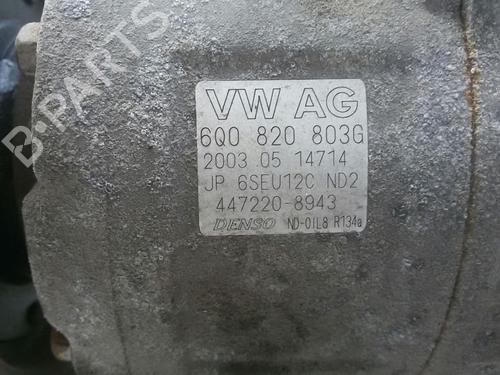 B-PARTS
VW AG
6Q0 820 803G
2003 05 14714
JP 6SEU12C ND2
447220-8943
DENSO ND-OIL8 R134a